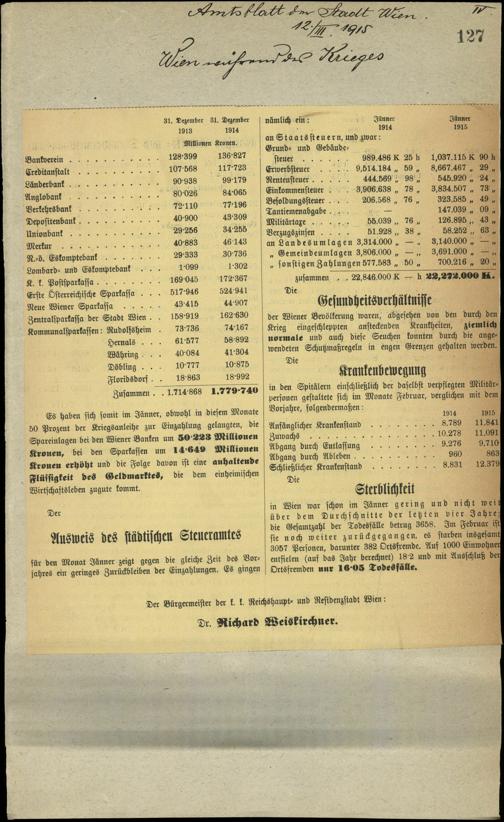 Amtsblatt der Stadt Wien.
IV
12./III. 1915
127
Wien während des Krieges
31. Dezember 31. Dezember
1913 1914
Millionen Kronen.
Bankverein . . . . . . . . . 128·399 136·827
Creditanstalt . . . . . . . . 107·568 117·723
Länderbank . . . . . . . . . 90·938 99·179
Anglobank . . . . . . . . . 80·026 84·065
Verkehrsbank . . . . . . . . 72·110 77·196
Depositenbank . . . . . . . . 40·900 43·309
Unionbank . . . . . . . . . 29·256 34·255
Merkur . . . . . . . . . . 40·883 46·143
N.-ö. Eskomptebank . . . . . . 29·333 30·736
Lombard- und Eskomptebank . . . 1·099 1·302
K. k. Postsparkassa . . . . . . 169·045 172·367
Erste Österreichische Sparkassa . . . 517·946 524·941
Neue Wiener Sparkassa . . . . . 43·415 44·907
Zentralsparkassa der Stadt Wien . . . 158·919 162·630
Kommunalsparkassen: Rudolfsheim . 73·736 74·167
Hernals . . . 61·577 58·892
Währing . . . 40·084 41·304
Döbling . . . 10·777 10·875
Floridsdorf . . 18·863 18·992
Zusammen . . 1.714·868 1.779·740
Es haben sich somit im Jänner, obwohl in diesem Monate
50 Prozent der Kriegsanleihe zur Einzahlung gelangten, die
Spareinlagen bei den Wiener Banken um 50·223 Millionen
Kronen, bei den Sparkassen um 14·649 Millionen
Kronen erhöht und die Folge davon ist eine anhaltende
Flüssigkeit des Geldmarktes, die dem einheimischen
Wirtschaftsleben zugute kommt.
Der
Ausweis des städtischen Steueramtes
für den Monat Jänner zeigt gegen die gleiche Zeit des Vor-
jahres ein geringes Zurückbleiben der Einzahlungen. Es gingen
nämlich ein: Jänner Jänner
1914 1915
an Staatssteuern, und zwar:
Grund- und Gebäude-
steuer . . . . . 989.486 K 25 h 1,037.115 K 90 h
Erwerbsteuer . . . . 9,514.184 „ 59 „ 8,667.467 „ 29 „
Rentensteuer . . . . 444.569 „ 98 „ 545.920 „ 24 „
Einkommensteuer . . . 3,906.638 „ 78 „ 3,834.507 „ 73 „
Besoldungssteuer . . . 206.568 „ 76 „ 323.585 „ 49 „
Tantiemenabgabe . . . — 147.039 „ 09 „
Militärtaxe . . . . 55.039 „ 76 „ 126.895 „ 43 „
Verzugszinsen . . . . 51.928 „ 38 „ 58.252 „ 63 „
an Landesumlagen 3,314.000 „ — „ 3,140.000 „ — „
„ Gemeindeumlagen 3,806.000 „ — „ 3,691.000 „ — „
„ sonstigen Zahlungen 577.583 „ 50 „ 700.216 „ 20 „
zusammen . 22,846.000 K — h 22,272.000 K.
Die
Gesundheitsverhältnisse
der Wiener Bevölkerung waren, abgesehen von den durch den
Krieg eingeschleppten ansteckenden Krankheiten, ziemlich
normale und auch diese Seuchen konnten durch die ange-
wendeten Schutzmaßregeln in engen Grenzen gehalten werden.
Die
Krankenbewegung
in den Spitälern einschließlich der daselbst verpflegten Militär-
personen gestaltete sich im Monate Februar, verglichen mit dem
Vorjahre, folgendermaßen:
1914 1915
Anfänglicher Krankenstand . . . . . 8.789 11.841
Zuwachs . . . . . . . . . 10.278 11.091
Abgang durch Entlassung . . . . . 9.276 9.710
Abgang durch Ableben . . . . . . 960 863
Schließlicher Krankenstand . . . . . 8.831 12.379
Die
Sterblichkeit
in Wien war schon im Jänner gering und nicht weit
über dem Durchschnitte der letzten vier Jahre;
die Gesamtzahl der Todesfälle betrug 3658. Im Februar ist
sie noch weiter zurückgegangen, es starben insgesamt
3057 Personen, darunter 382 Ortsfremde. Auf 1000 Einwohner
entfielen (auf das Jahr berechnet) 18·2 und mit Ausschluß der
Ortsfremden nur 16·05 Todesfälle.
Der Bürgermeister der k. k. Reichshaupt- und Residenzstadt Wien:
Dr. Richard Weiskirchner.